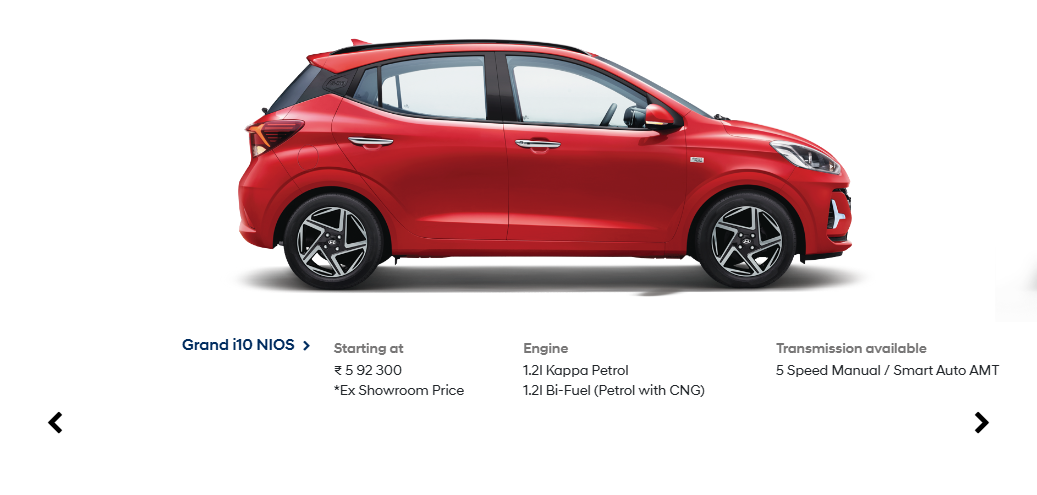 Grand i10 NIOS
Starting at
₹ 5 92 300
*Ex Showroom Price
Engine
1.2l Kappa Petrol
1.2l Bi-Fuel (Petrol with CNG)
Transmission available
5 Speed Manual / Smart Auto AMT